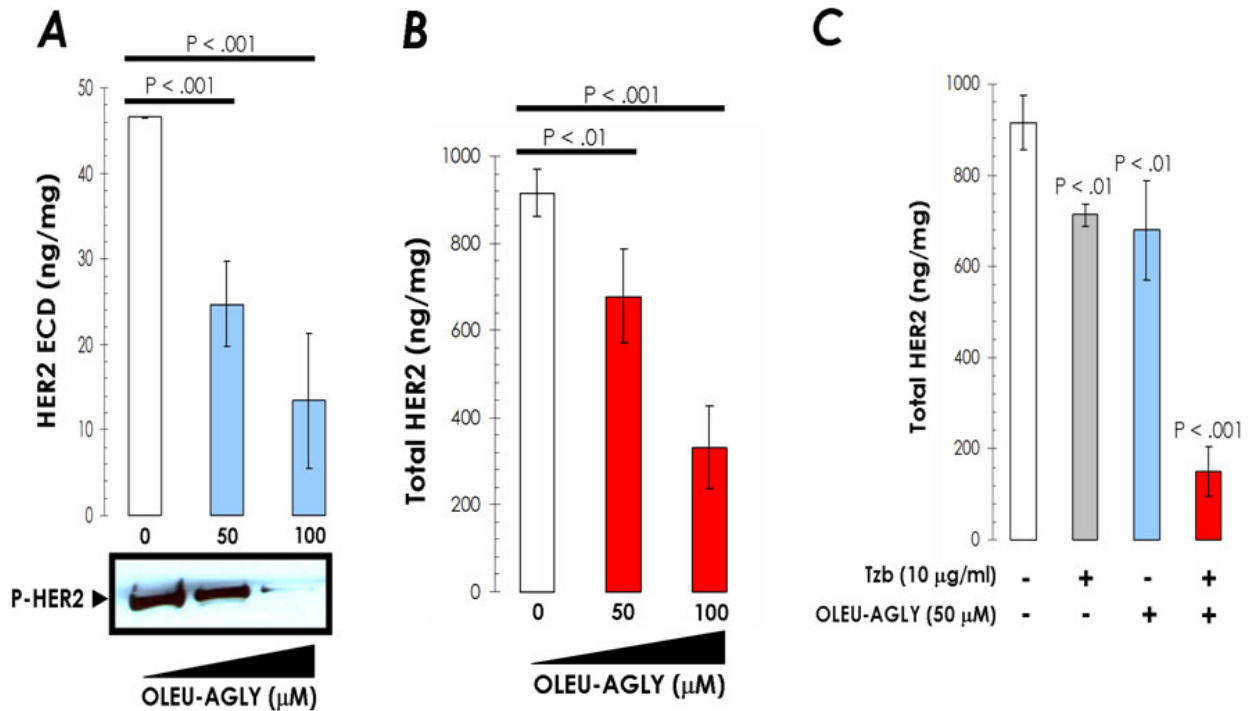 A
P < .001
P < .001
50
40
30
20
10
0
HER2 ECD (ng/mg)
0 50 100
P-HER2
OLEU-AGLY (μM)
B
P < .001
P < .01
1000
800
600
400
200
0
Total HER2 (ng/mg)
0 50 100
OLEU-AGLY (μM)
C
1000
800
600
400
200
0
Total HER2 (ng/mg)
P < .01
P < .01
P < .001
Tzb (10 μg/ml) - + - +
OLEU-AGLY (50 μM) - - + +